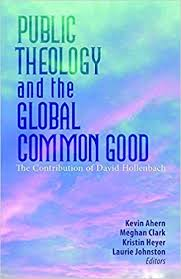 PUBLIC
THEOLOGY
and the
GLOBAL
COMMON GOOD
The Contribution of David Hollenbach
Kevin Ahern
Meghan Clark
Kristin Heyer
Laurie Johnston
Editors